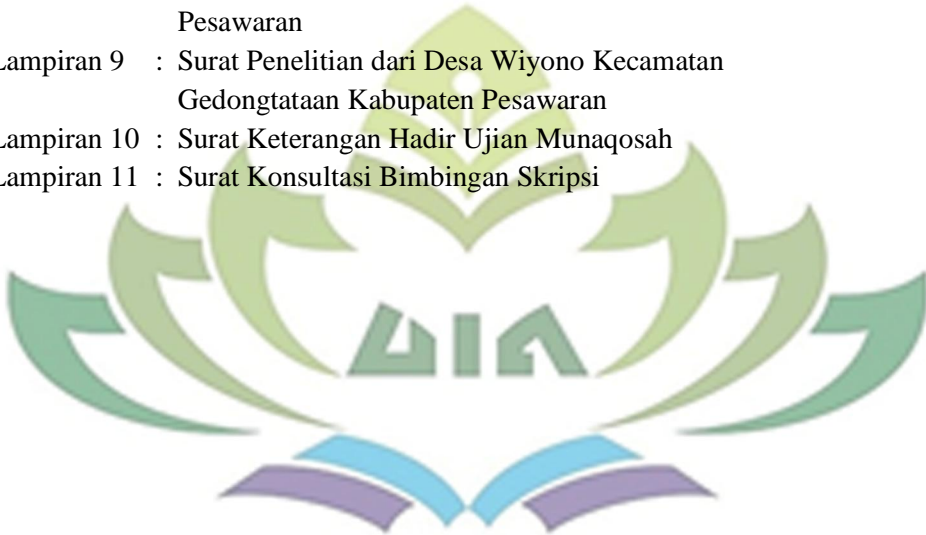 Pesawaran
Lampiran 9 : Surat Penelitian dari Desa Wiyono Kecamatan
Gedongtataan Kabupaten Pesawaran
Lampiran 10 : Surat Keterangan Hadir Ujian Munaqosah
Lampiran 11 : Surat Konsultasi Bimbingan Skripsi
UIN